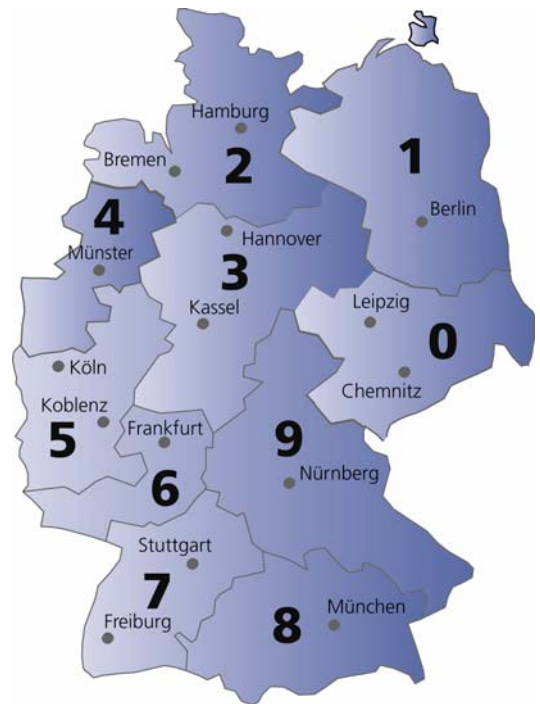 Hamburg
1
Bremen
2
4
Berlin
Münster
Hannover
3
Kassel
Leipzig
0
Köln
Chemnitz
Koblenz
5
Frankfurt
9
6
Nürnberg
Stuttgart
7
Freiburg
8
München